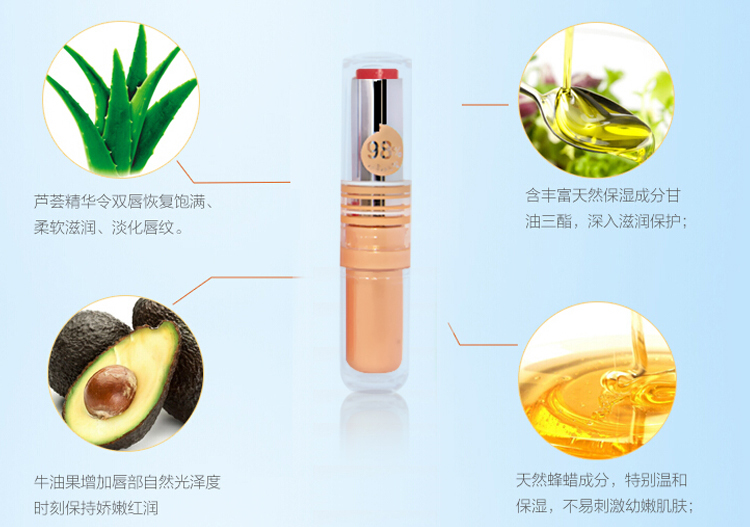 98
芦荟精华令双唇恢复饱满、
柔软滋润、淡化唇纹。
含丰富天然保湿成分甘
油三酯，深入滋润保护；
牛油果增加唇部自然光泽度
时刻保持娇嫩红润
天然蜂蜡成分，特别温和
保湿，不易刺激幼嫩肌肤；